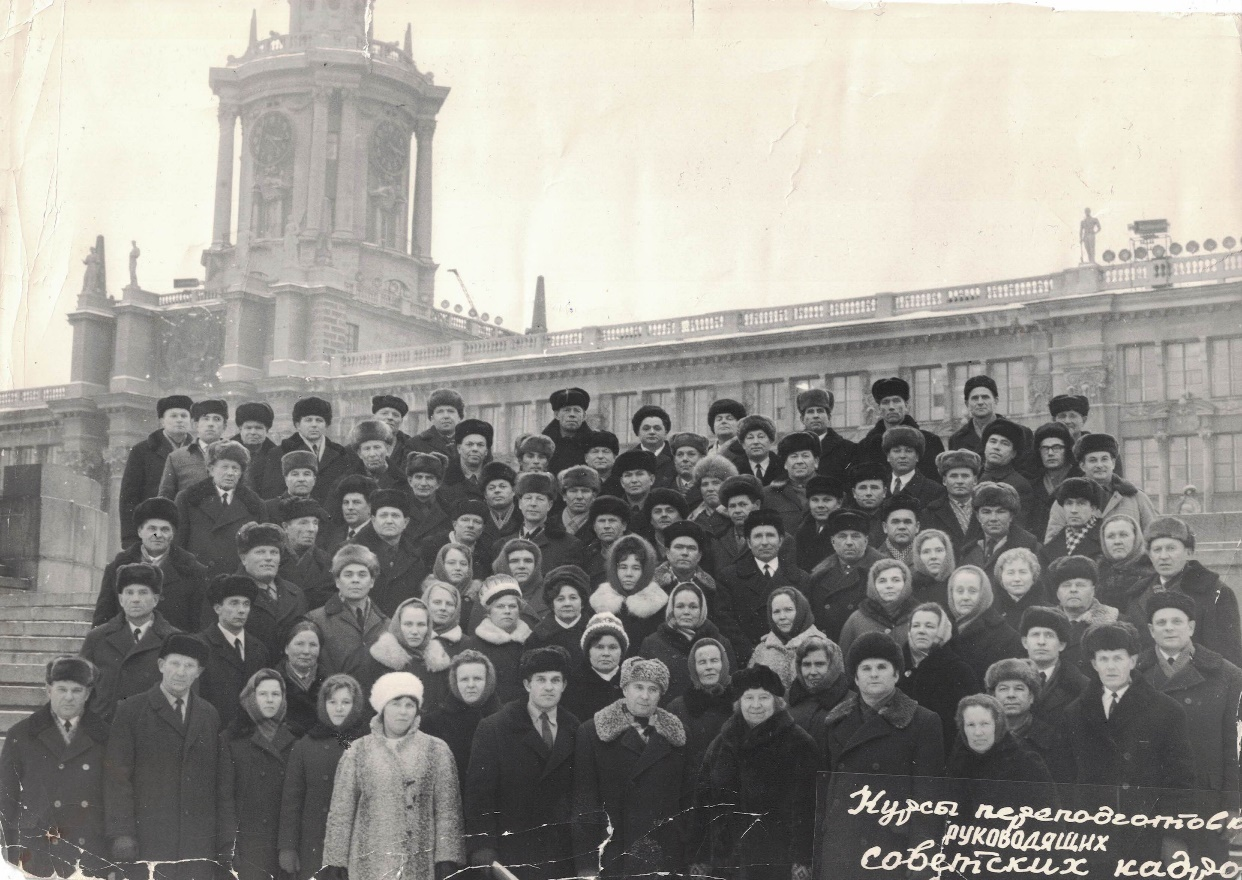 Курсы переподготовк
руководящих
советских кадро